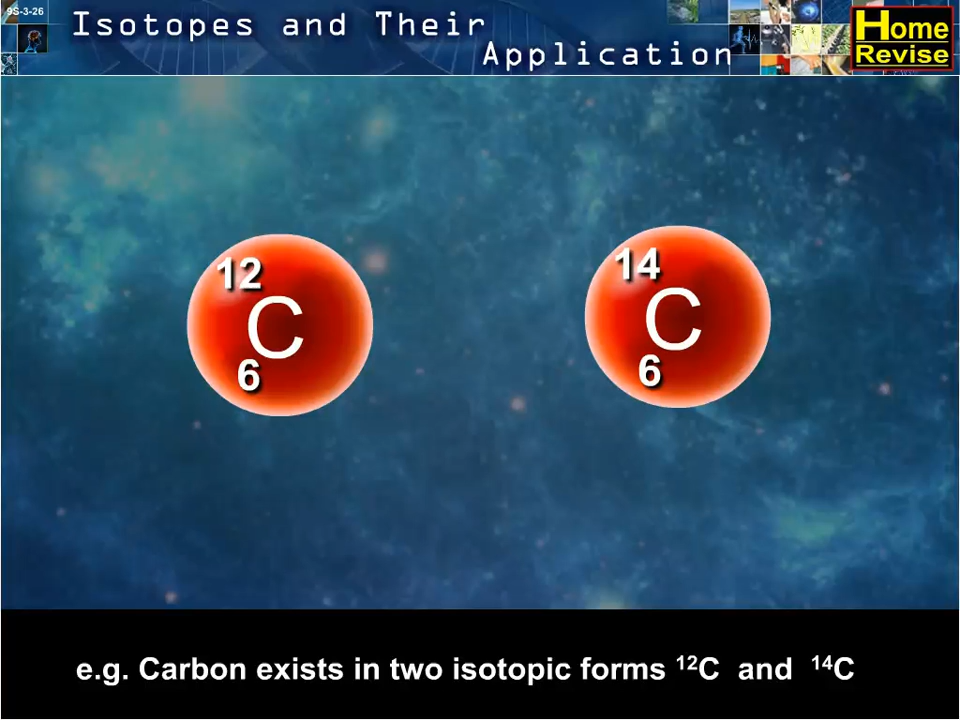 9S-3-26
Isotopes and Their
Application
Home
Revise
12
C
6
14
C
6
e.g. Carbon exists in two isotopic forms ¹²C and ¹⁴C